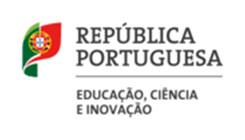 REPÚBLICA
PORTUGUESA
EDUCAÇÃO, CIÊNCIA
E INOVAÇÃO